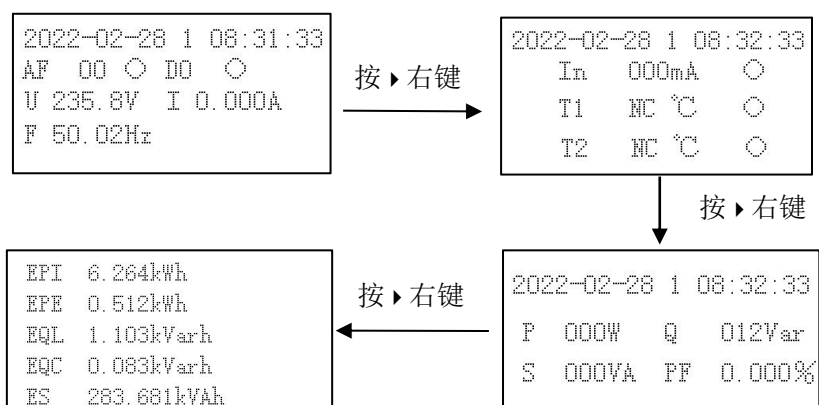 2022-02-28 1 08:31:33
AF 00 ○ DO ○
U 235.8V I 0.000A
F 50.02Hz
按▸右键
2022-02-28 1 08:32:33
In 000mA ○
T1 NC ℃ ○
T2 NC ℃ ○
按▸右键
2022-02-28 1 08:32:33
P 000W Q 012Var
S 000VA PF 0.000%
按▸右键
EPI 6.264kWh
EPE 0.512kWh
EQL 1.103kVarh
EQC 0.083kVarh
ES 283.681kVAh